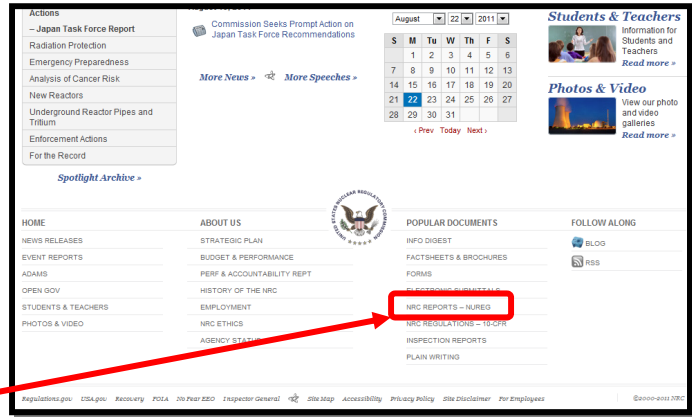 Actions
– Japan Task Force Report
Radiation Protection
Emergency Preparedness
Analysis of Cancer Risk
New Reactors
Underground Reactor Pipes and
Tritium
Enforcement Actions
For the Record
Spotlight Archive »
Commission Seeks Prompt Action on
Japan Task Force Recommendations
More News » More Speeches »
August 22 2011
S M Tu W Th F S
1 2 3 4 5 6
7 8 9 10 11 12 13
14 15 16 17 18 19 20
21 22 23 24 25 26 27
28 29 30 31
‹ Prev Today Next ›
Students & Teachers
Information for
Students and
Teachers
Read more »
Photos & Video
View our photo
and video
galleries
Read more »
UNITED STATES NUCLEAR REGULATORY COMMISSION
HOME
NEWS RELEASES
EVENT REPORTS
ADAMS
OPEN GOV
STUDENTS & TEACHERS
PHOTOS & VIDEO
ABOUT US
STRATEGIC PLAN
BUDGET & PERFORMANCE
PERF & ACCOUNTABILITY REPT
HISTORY OF THE NRC
EMPLOYMENT
NRC ETHICS
AGENCY STATUS
POPULAR DOCUMENTS
INFO DIGEST
FACTSHEETS & BROCHURES
FORMS
ELECTRONIC SUBMITTALS
NRC REPORTS – NUREG
NRC REGULATIONS – 10-CFR
INSPECTION REPORTS
PLAIN WRITING
FOLLOW ALONG
BLOG
RSS
Regulations.gov USA.gov Recovery FOIA No Fear EEO Inspector General Site Map Accessibility Privacy Policy Site Disclaimer For Employees ©2000-2011 NRC